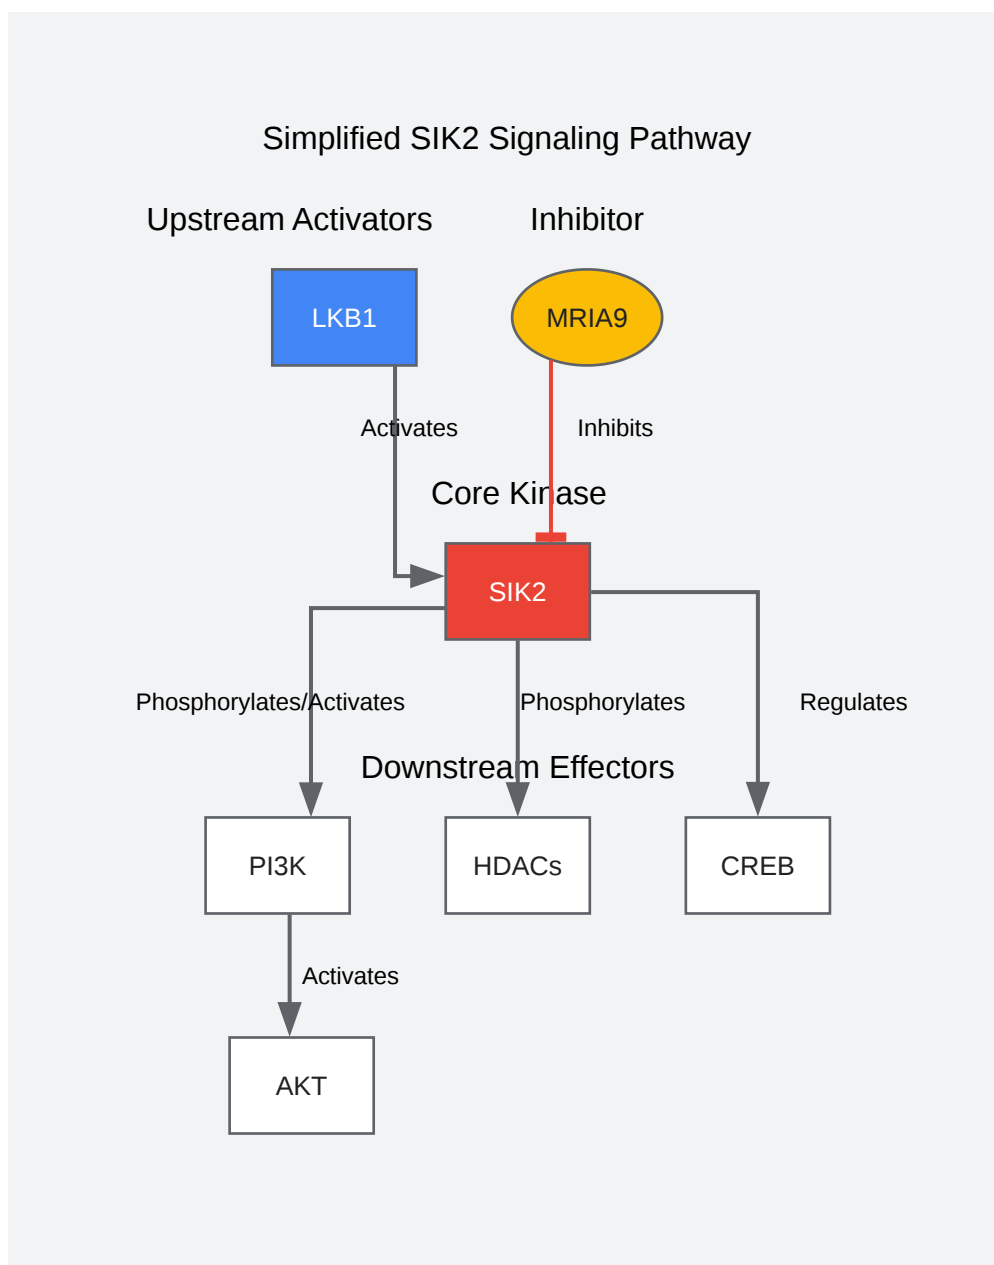 Simplified SIK2 Signaling Pathway
Upstream Activators
Inhibitor
LKB1
MRIA9
Activates
Inhibits
Core Kinase
SIK2
Phosphorylates/Activates
Phosphorylates
Regulates
Downstream Effectors
PI3K
HDACs
CREB
Activates
AKT